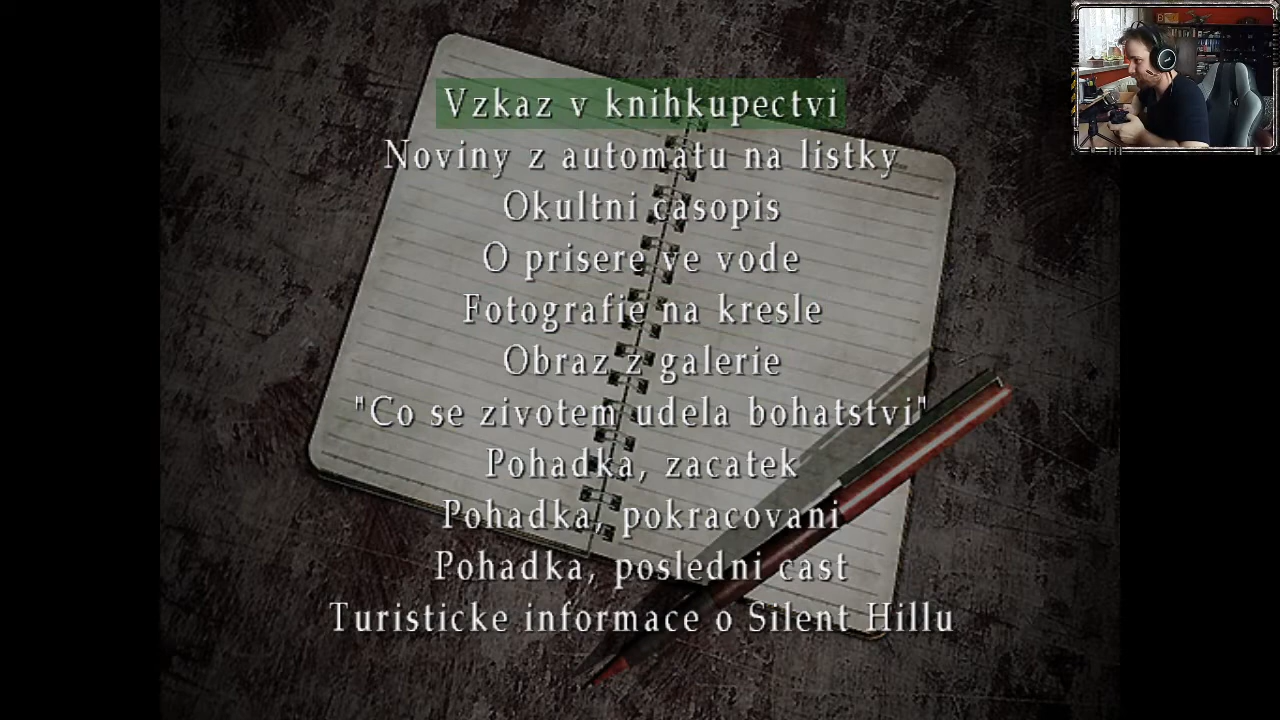 Vzkaz v knihkupectvi
Noviny z automatu na listky
Okultni casopis
O prisere ve vode
Fotografie na kresle
Obraz z galerie
"Co se zivotem udela bohatstvi"
Pohadka, zacatek
Pohadka, pokracovani
Pohadka, posledni cast
Turisticke informace o Silent Hillu